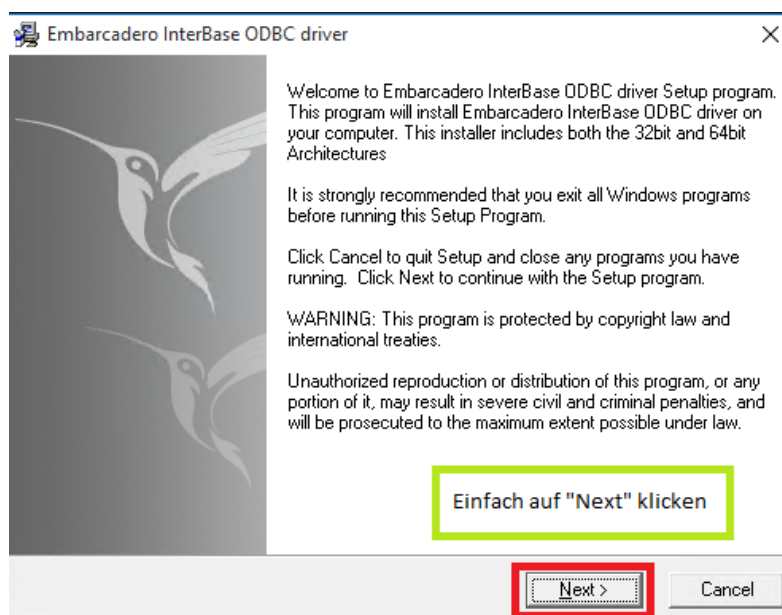 Embarcadero InterBase ODBC driver
Welcome to Embarcadero InterBase ODBC driver Setup program.
This program will install Embarcadero InterBase ODBC driver on
your computer. This installer includes both the 32bit and 64bit
Architectures
It is strongly recommended that you exit all Windows programs
before running this Setup Program.
Click Cancel to quit Setup and close any programs you have
running. Click Next to continue with the Setup program.
WARNING: This program is protected by copyright law and
international treaties.
Unauthorized reproduction or distribution of this program, or any
portion of it, may result in severe civil and criminal penalties, and
will be prosecuted to the maximum extent possible under law.
Einfach auf "Next" klicken
Next >
Cancel